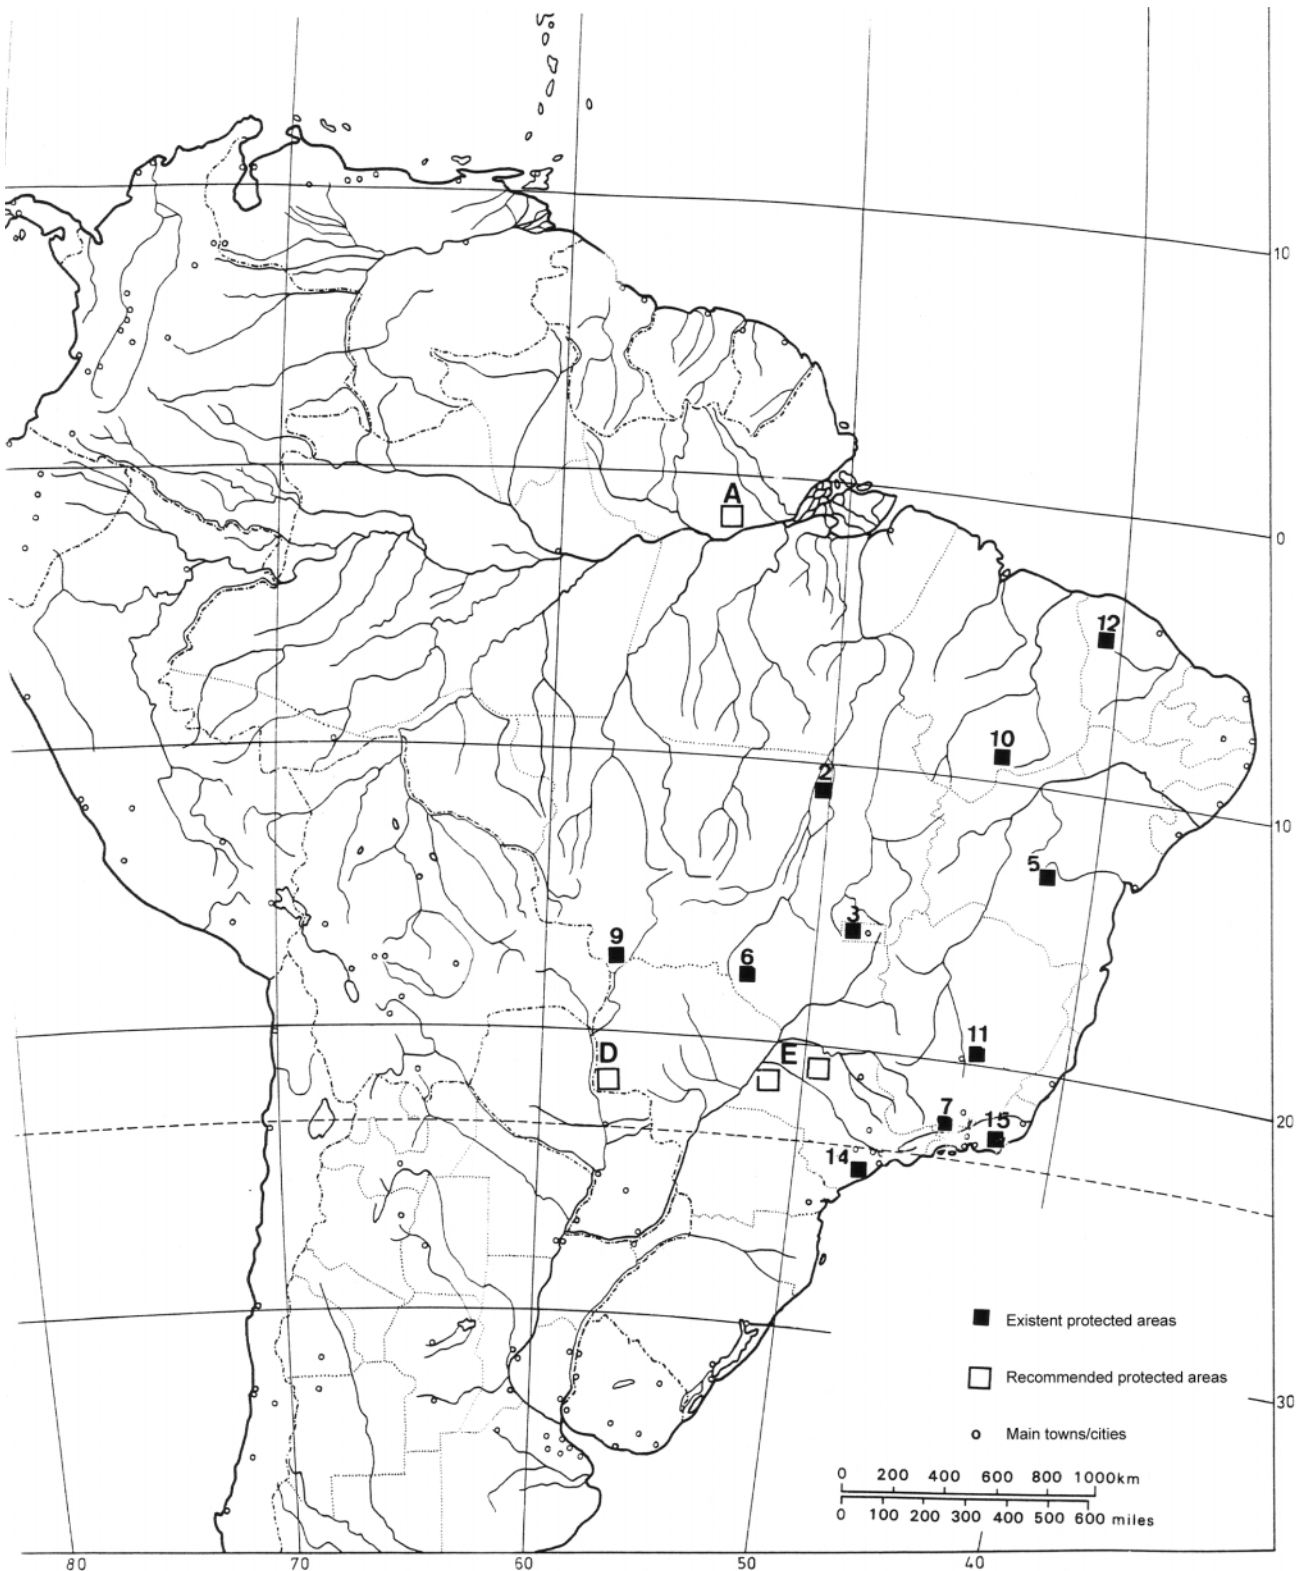 10
A
0
12
10
2
10
5
3
9
6
11
D
E
7
15
20
14
Existent protected areas
Recommended protected areas
30
Main towns/cities
0 200 400 600 800 1000km
0 100 200 300 400 500 600 miles
80 70 60 50 40